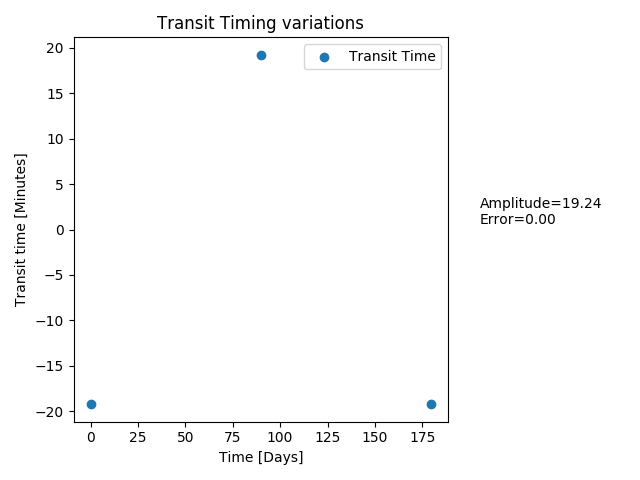 Transit Timing variations
Transit Time
20
15
10
5
0
−5
−10
−15
−20
Transit time [Minutes]
0
25
50
75
100
125
150
175
Time [Days]
Amplitude=19.24
Error=0.00